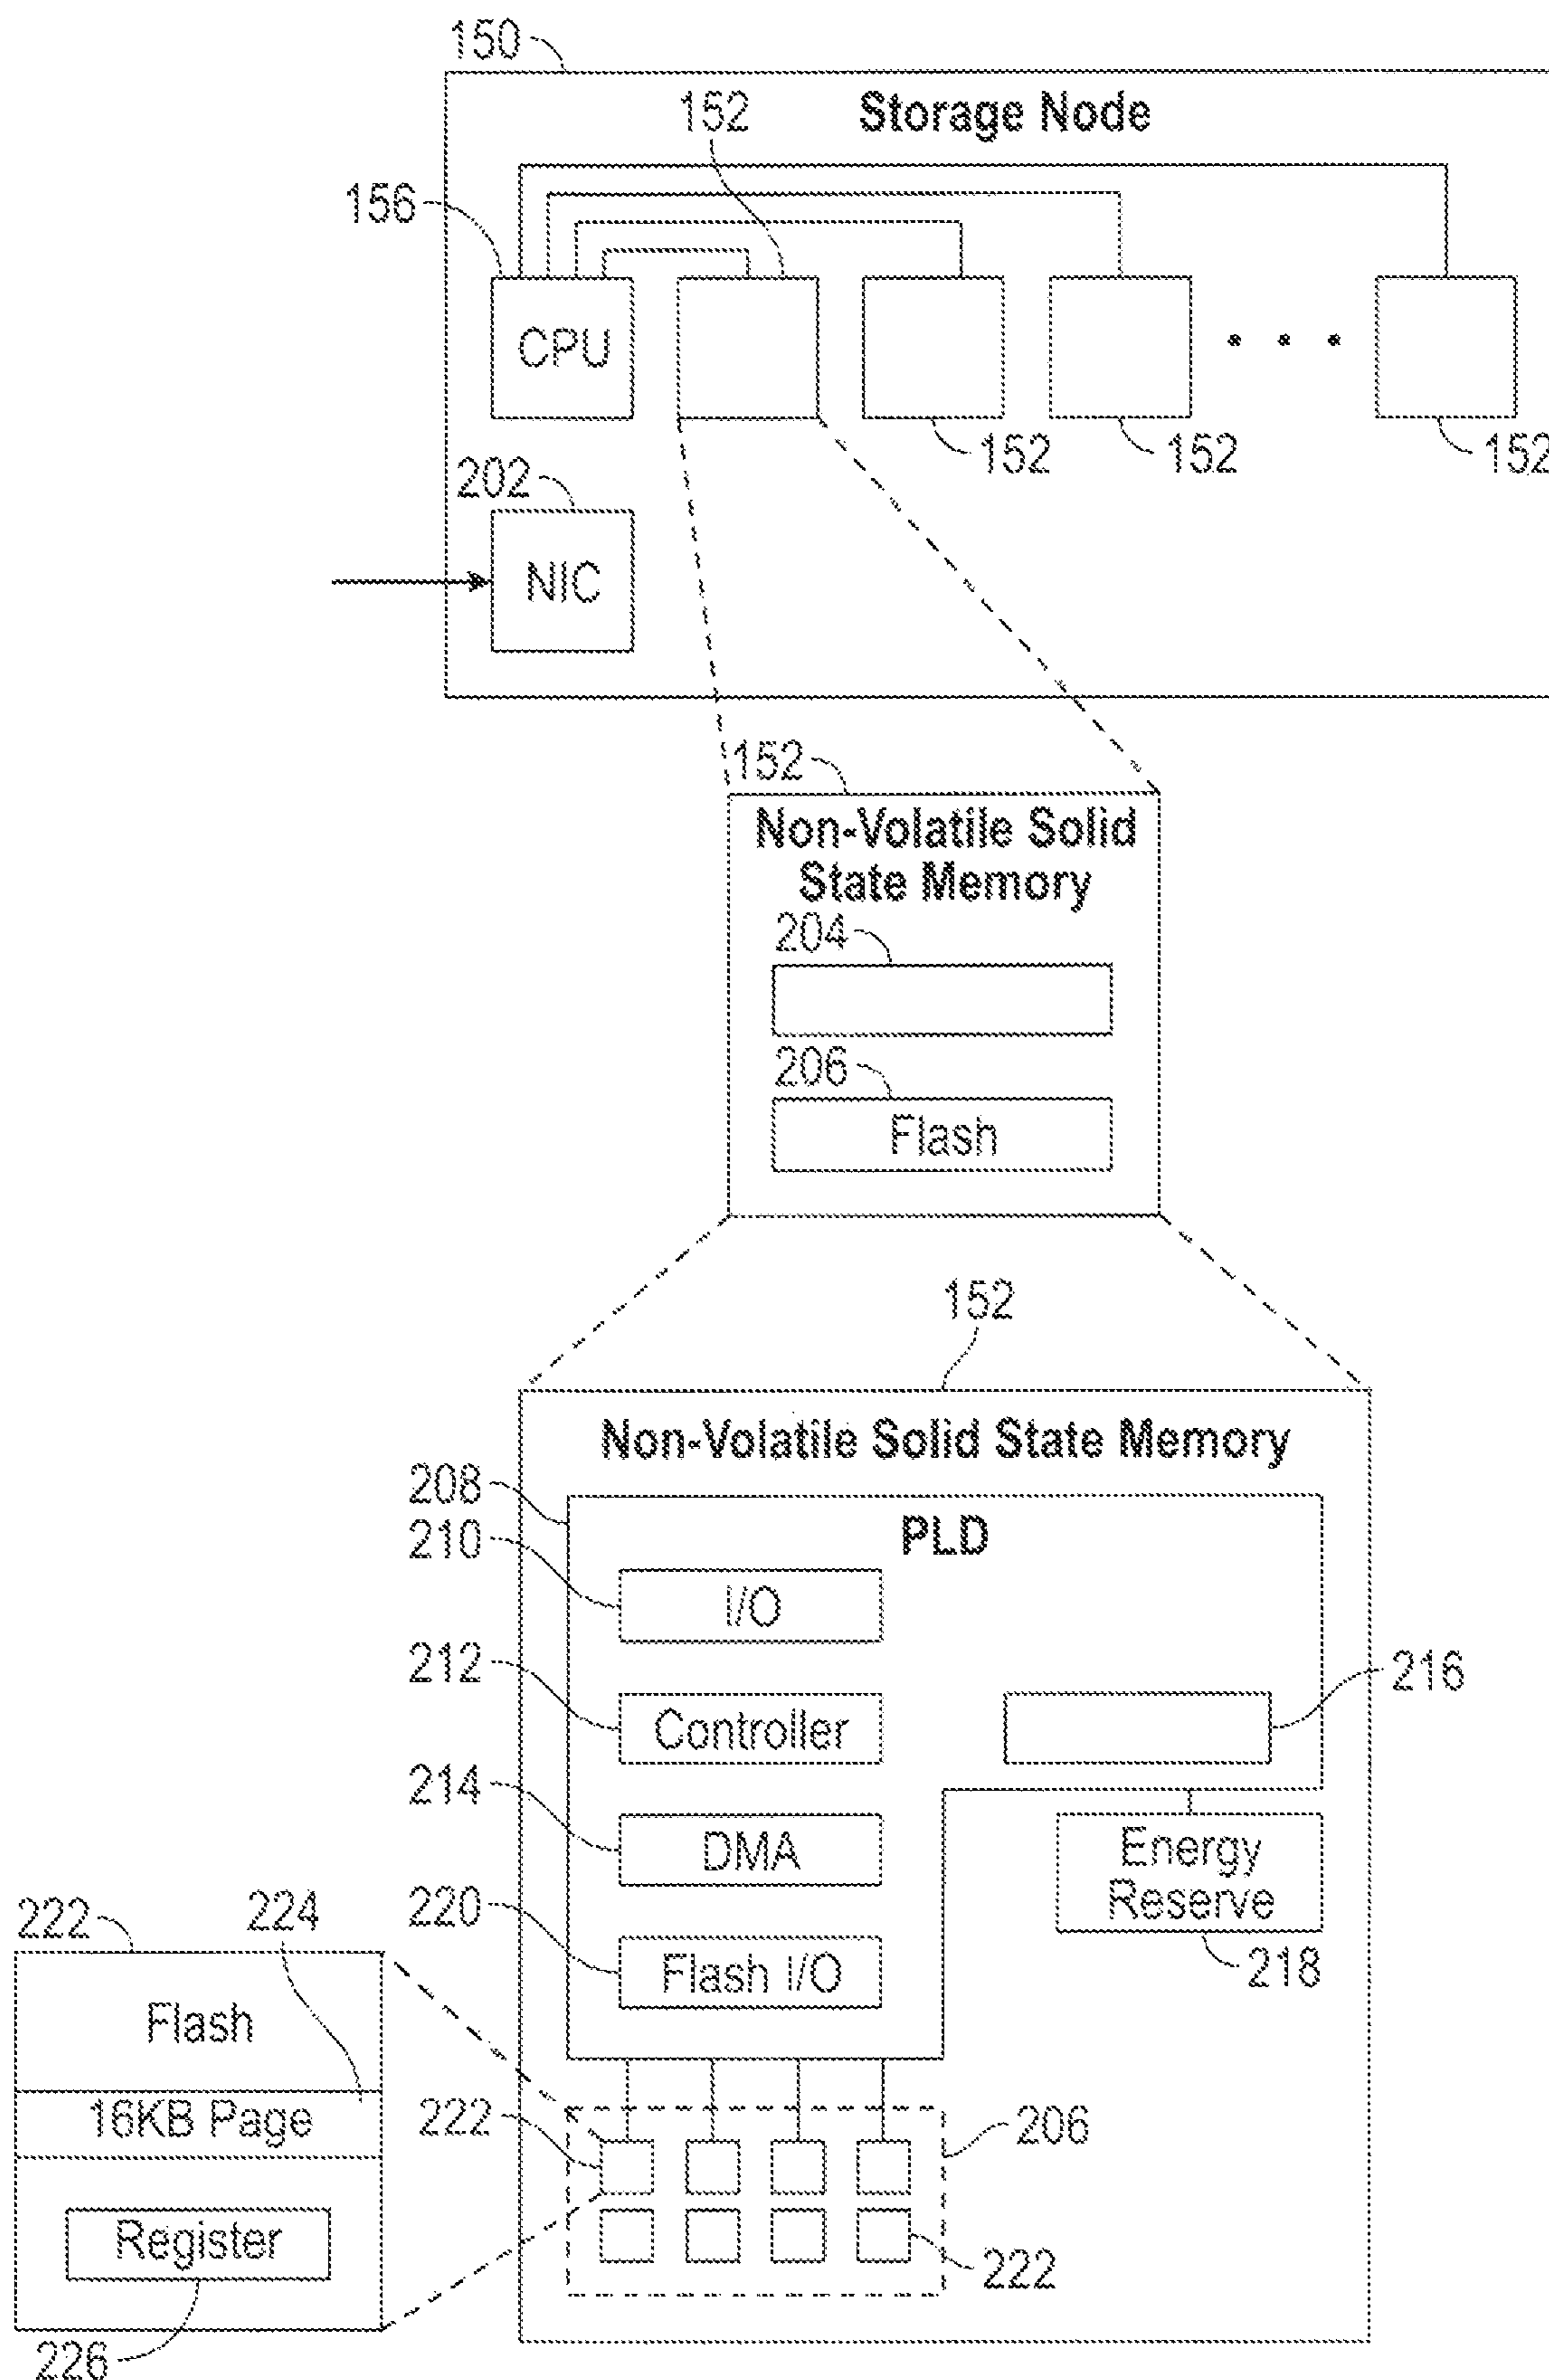 150
152
Storage Node
156
CPU
152
152
152
202
NIC
152
Non-Volatile Solid
State Memory
204
206
Flash
152
Non-Volatile Solid State Memory
208
PLD
210
I/O
212
Controller
216
214
DMA
Energy
Reserve
218
220
Flash I/O
222
224
Flash
16KB Page
Register
226
222
206
222